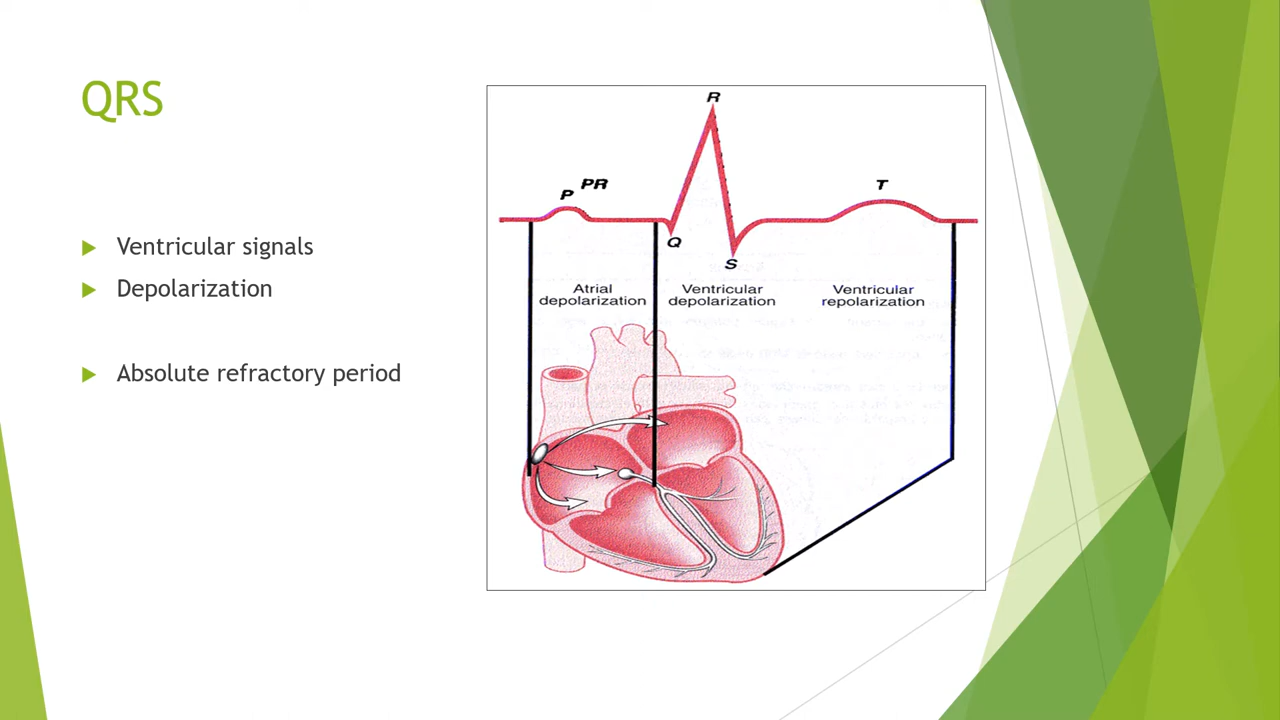 QRS
Ventricular signals
Depolarization
Absolute refractory period
R
P PR
T
Q
S
Atrial
depolarization
Ventricular
depolarization
Ventricular
repolarization